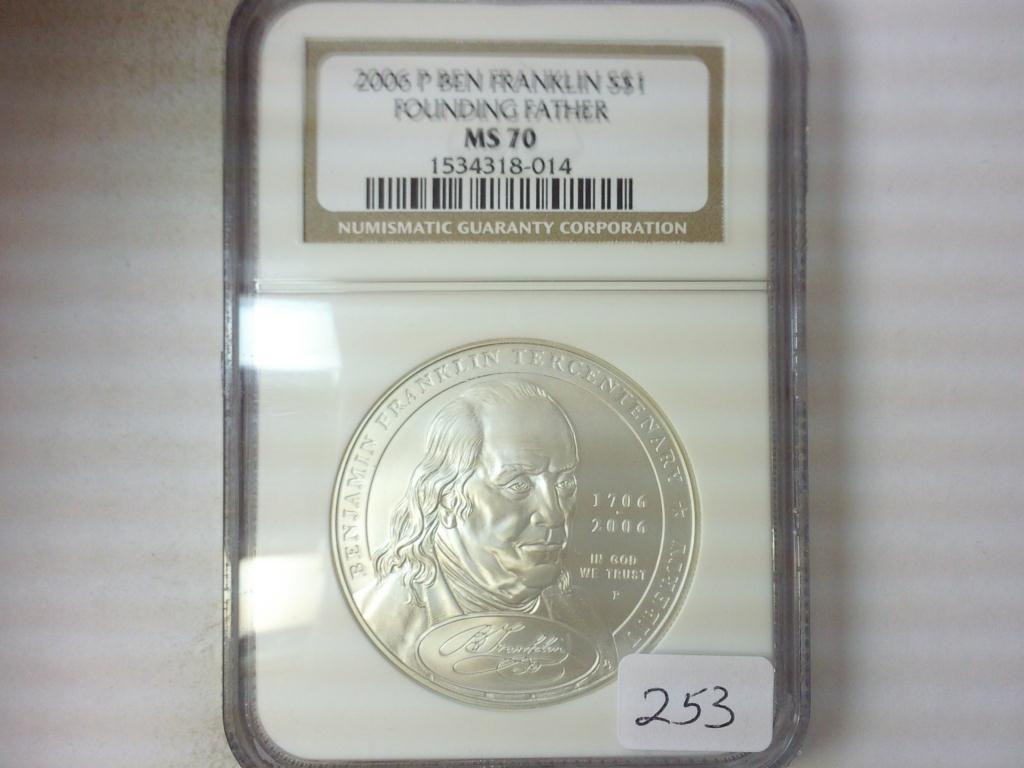 2006 P BEN FRANKLIN S$1
FOUNDING FATHER
MS 70
1534318-014
NUMISMATIC GUARANTY CORPORATION
BENJAMIN FRANKLIN TERCENTENARY ★ LIBERTY
1706
2006
IN GOD
WE TRUST
P
B Franklin
253